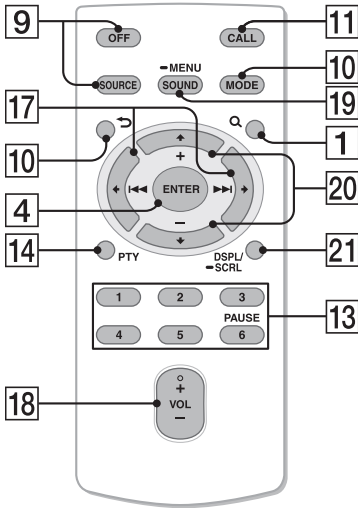 9
11
OFF
CALL
10
–MENU
SOURCE
SOUND
MODE
19
17
10
1
+
ENTER
20
4
–
14
PTY
DSPL/
–SCRL
21
1
2
3
13
PAUSE
4
5
6
18
+
VOL
–